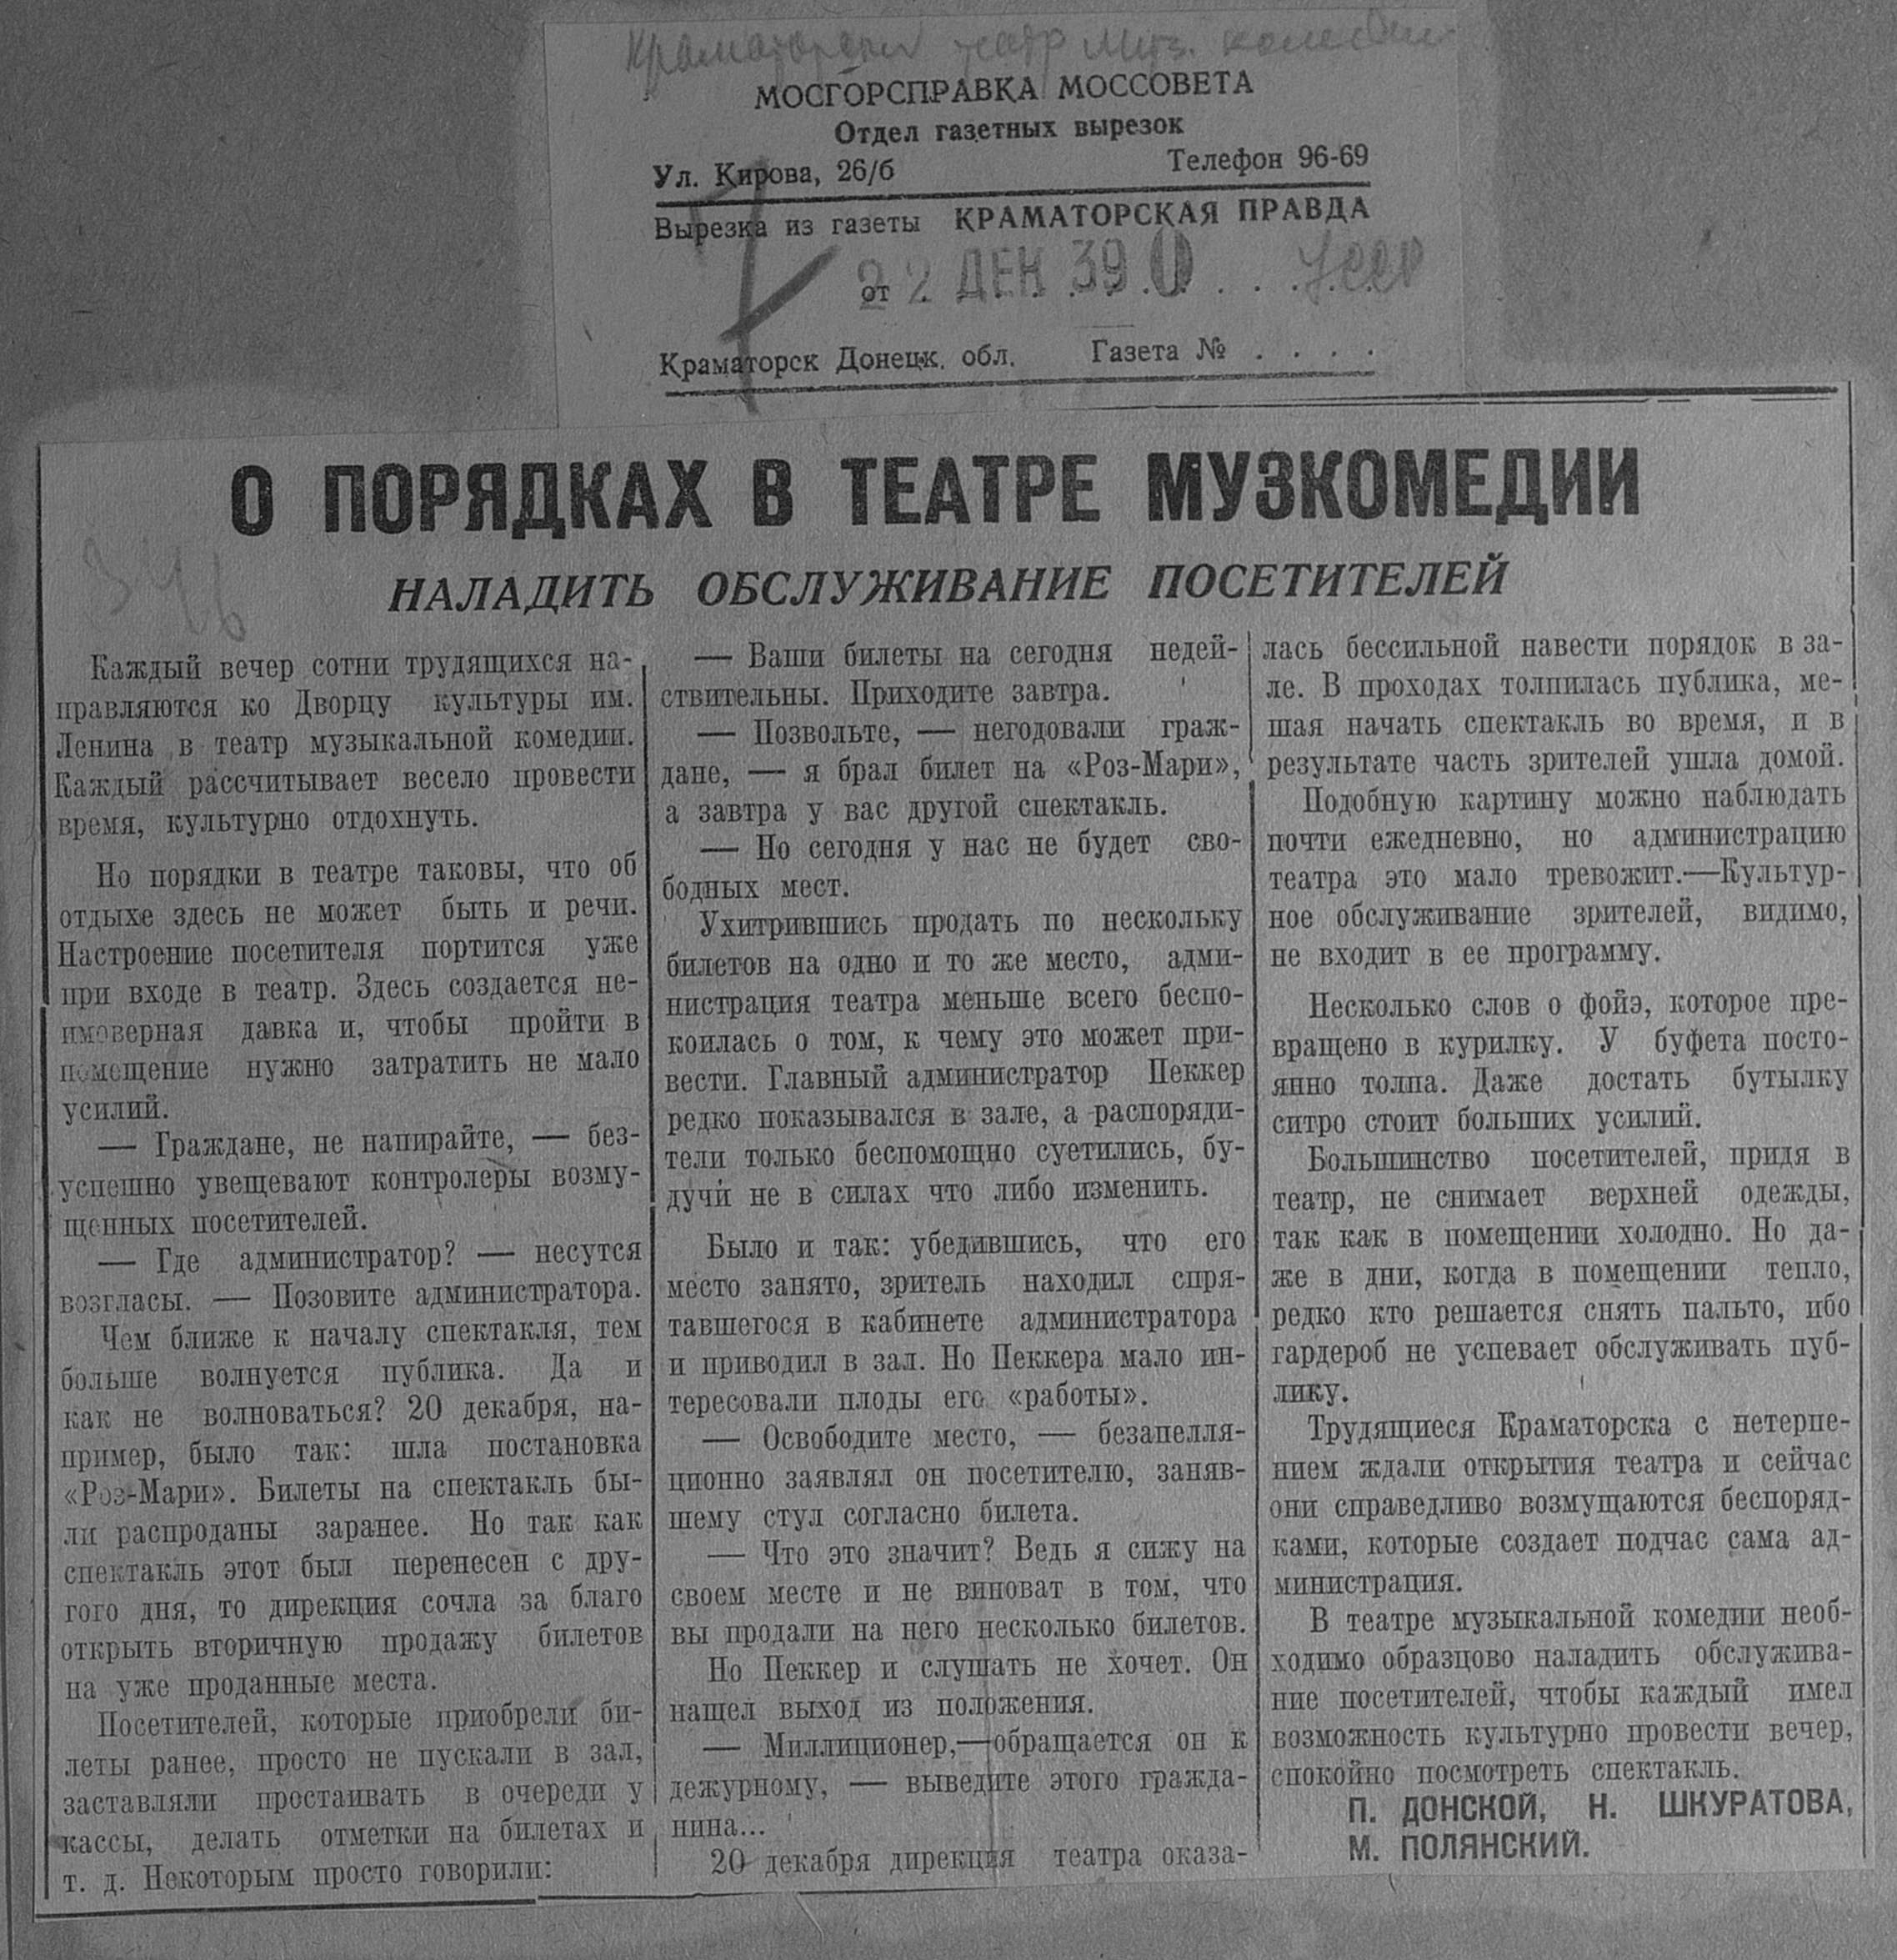 Краматорский театр Муз. комедии
МОСГОРСПРАВКА МОССОВЕТА
Отдел газетных вырезок
Ул. Кирова, 26/б Телефон 96-69
Вырезка из газеты КРАМАТОРСКАЯ ПРАВДА
от 22 ДЕК 39
Краматорск Донецк. обл. Газета № . . . .
О ПОРЯДКАХ В ТЕАТРЕ МУЗКОМЕДИИ
НАЛАДИТЬ ОБСЛУЖИВАНИЕ ПОСЕТИТЕЛЕЙ
Каждый вечер сотни трудящихся на-
правляются ко Дворцу культуры им.
Ленина в театр музыкальной комедии.
Каждый рассчитывает весело провести
время, культурно отдохнуть.
Но порядки в театре таковы, что об
отдыхе здесь не может быть и речи.
Настроение посетителя портится уже
при входе в театр. Здесь создается не-
имоверная давка и, чтобы пройти в
помещение нужно затратить не мало
усилий.
— Граждане, не напирайте, — без-
успешно увещевают контролеры возму-
щенных посетителей.
— Где администратор? — несутся
возгласы. — Позовите администратора.
Чем ближе к началу спектакля, тем
больше волнуется публика. Да и
как не волноваться? 20 декабря, на-
пример, было так: шла постановка
«Роз-Мари». Билеты на спектакль бы-
ли распроданы заранее. Но так как
спектакль этот был перенесен с дру-
гого дня, то дирекция сочла за благо
открыть вторичную продажу билетов
на уже проданные места.
Посетителей, которые приобрели би-
леты ранее, просто не пускали в зал,
заставляли простаивать в очереди у
кассы, делать отметки на билетах и
т. д. Некоторым просто говорили:
— Ваши билеты на сегодня недей-
ствительны. Приходите завтра.
— Позвольте, — негодовали граж-
дане, — я брал билет на «Роз-Мари»,
а завтра у вас другой спектакль.
— Но сегодня у нас не будет сво-
бодных мест.
Ухитрившись продать по нескольку
билетов на одно и то же место, адми-
нистрация театра меньше всего беспо-
коилась о том, к чему это может при-
вести. Главный администратор Пеккер
редко показывался в зале, а распоряди-
тели только беспомощно суетились, бу-
дучи не в силах что либо изменить.
Было и так: убедившись, что его
место занято, зритель находил спря-
тавшегося в кабинете администратора
и приводил в зал. Но Пеккера мало ин-
тересовали плоды его «работы».
— Освободите место, — безапелля-
ционно заявлял он посетителю, заняв-
шему стул согласно билета.
— Что это значит? Ведь я сижу на
своем месте и не виноват в том, что
вы продали на него несколько билетов.
Но Пеккер и слушать не хочет. Он
нашел выход из положения.
— Миллиционер,—обращается он к
дежурному, — выведите этого гражда-
нина...
20 декабря дирекция театра оказа-
лась бессильной навести порядок в за-
ле. В проходах толпилась публика, ме-
шая начать спектакль во время, и в
результате часть зрителей ушла домой.
Подобную картину можно наблюдать
почти ежедневно, но администрацию
театра это мало тревожит.—Культур-
ное обслуживание зрителей, видимо,
не входит в ее программу.
Несколько слов о фойэ, которое пре-
вращено в курилку. У буфета посто-
янно толпа. Даже достать бутылку
ситро стоит больших усилий.
Большинство посетителей, придя в
театр, не снимает верхней одежды,
так как в помещении холодно. Но да-
же в дни, когда в помещении тепло,
редко кто решается снять пальто, ибо
гардероб не успевает обслуживать пуб-
лику.
Трудящиеся Краматорска с нетерпе-
нием ждали открытия театра и сейчас
они справедливо возмущаются беспоряд-
ками, которые создает подчас сама ад-
министрация.
В театре музыкальной комедии необ-
ходимо образцово наладить обслужива-
ние посетителей, чтобы каждый имел
возможность культурно провести вечер,
спокойно посмотреть спектакль.
П. ДОНСКОЙ, Н. ШКУРАТОВА,
М. ПОЛЯНСКИЙ.